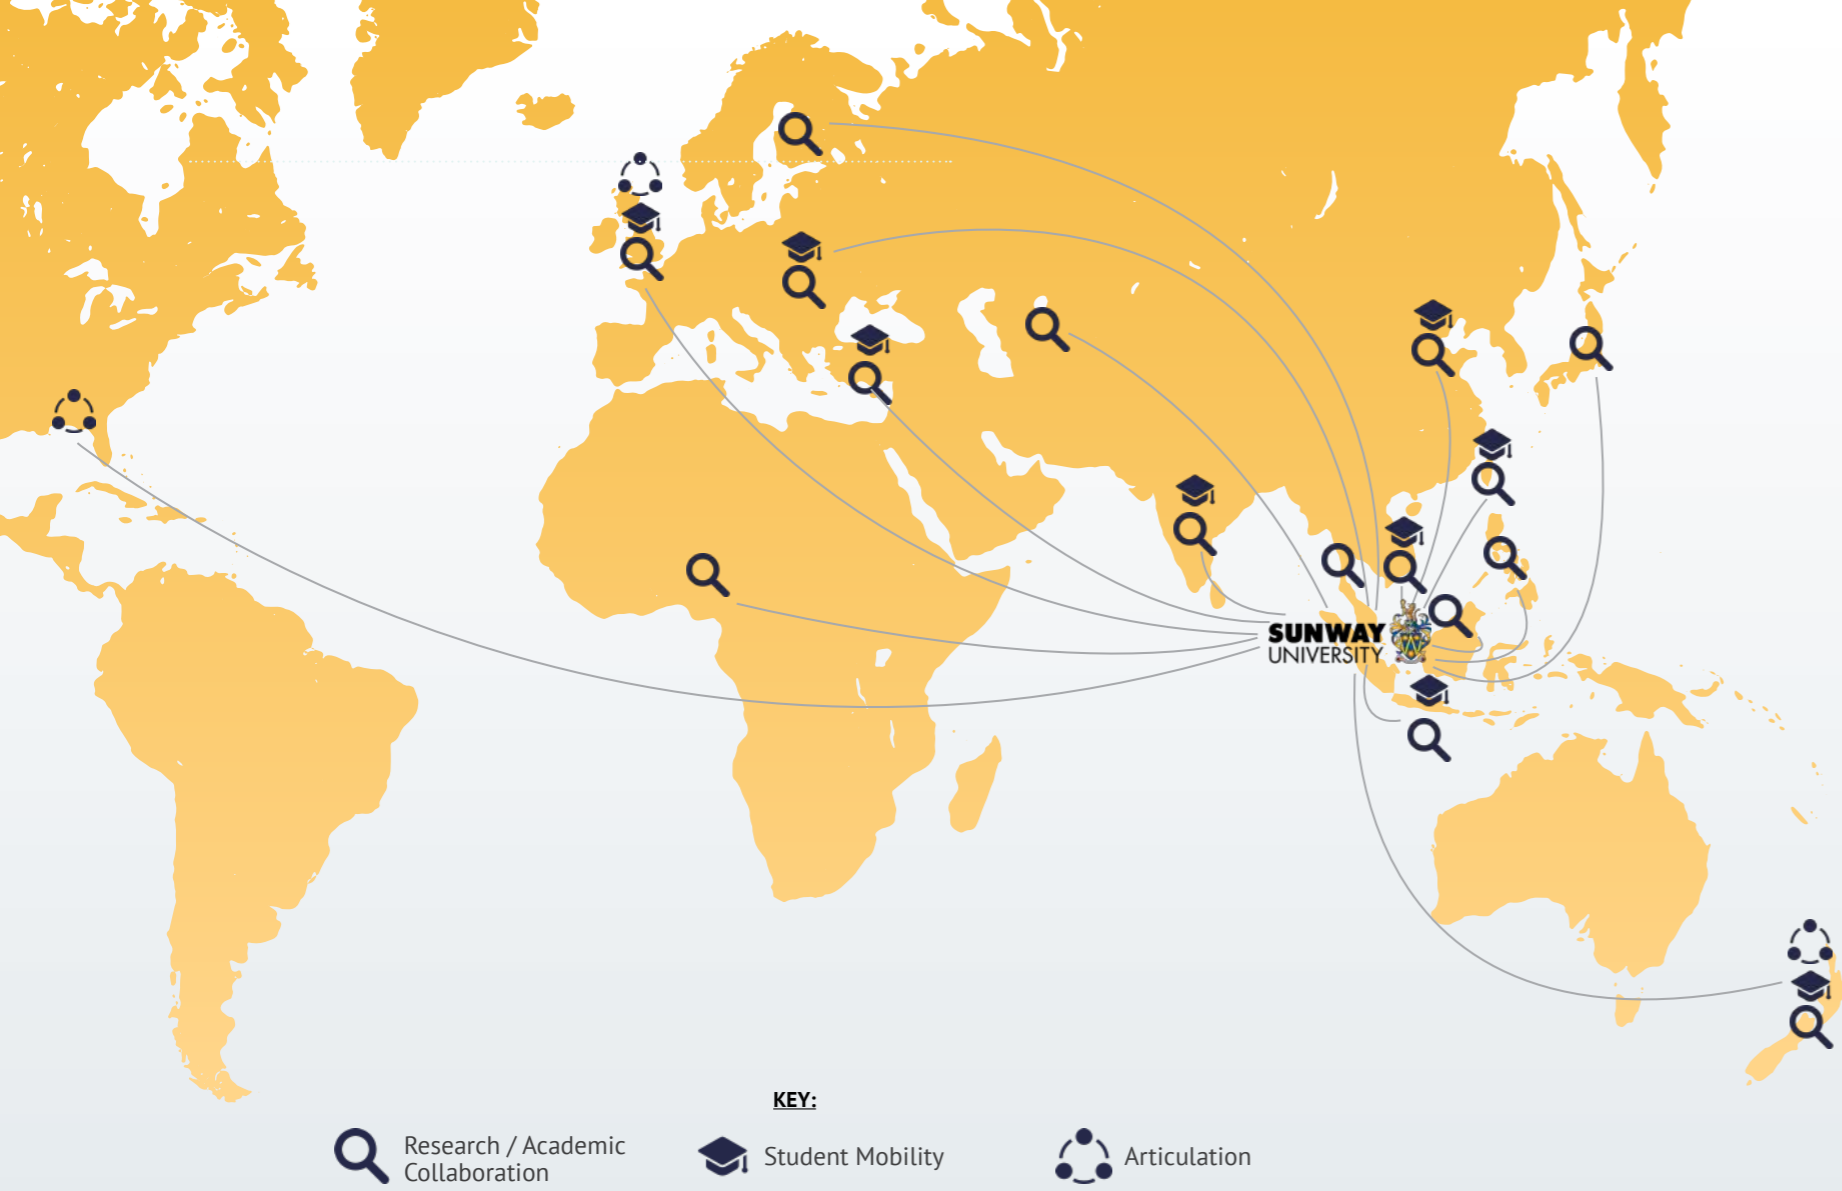 SUNWAY
UNIVERSITY
KEY:
Research / Academic
Collaboration
Student Mobility
Articulation